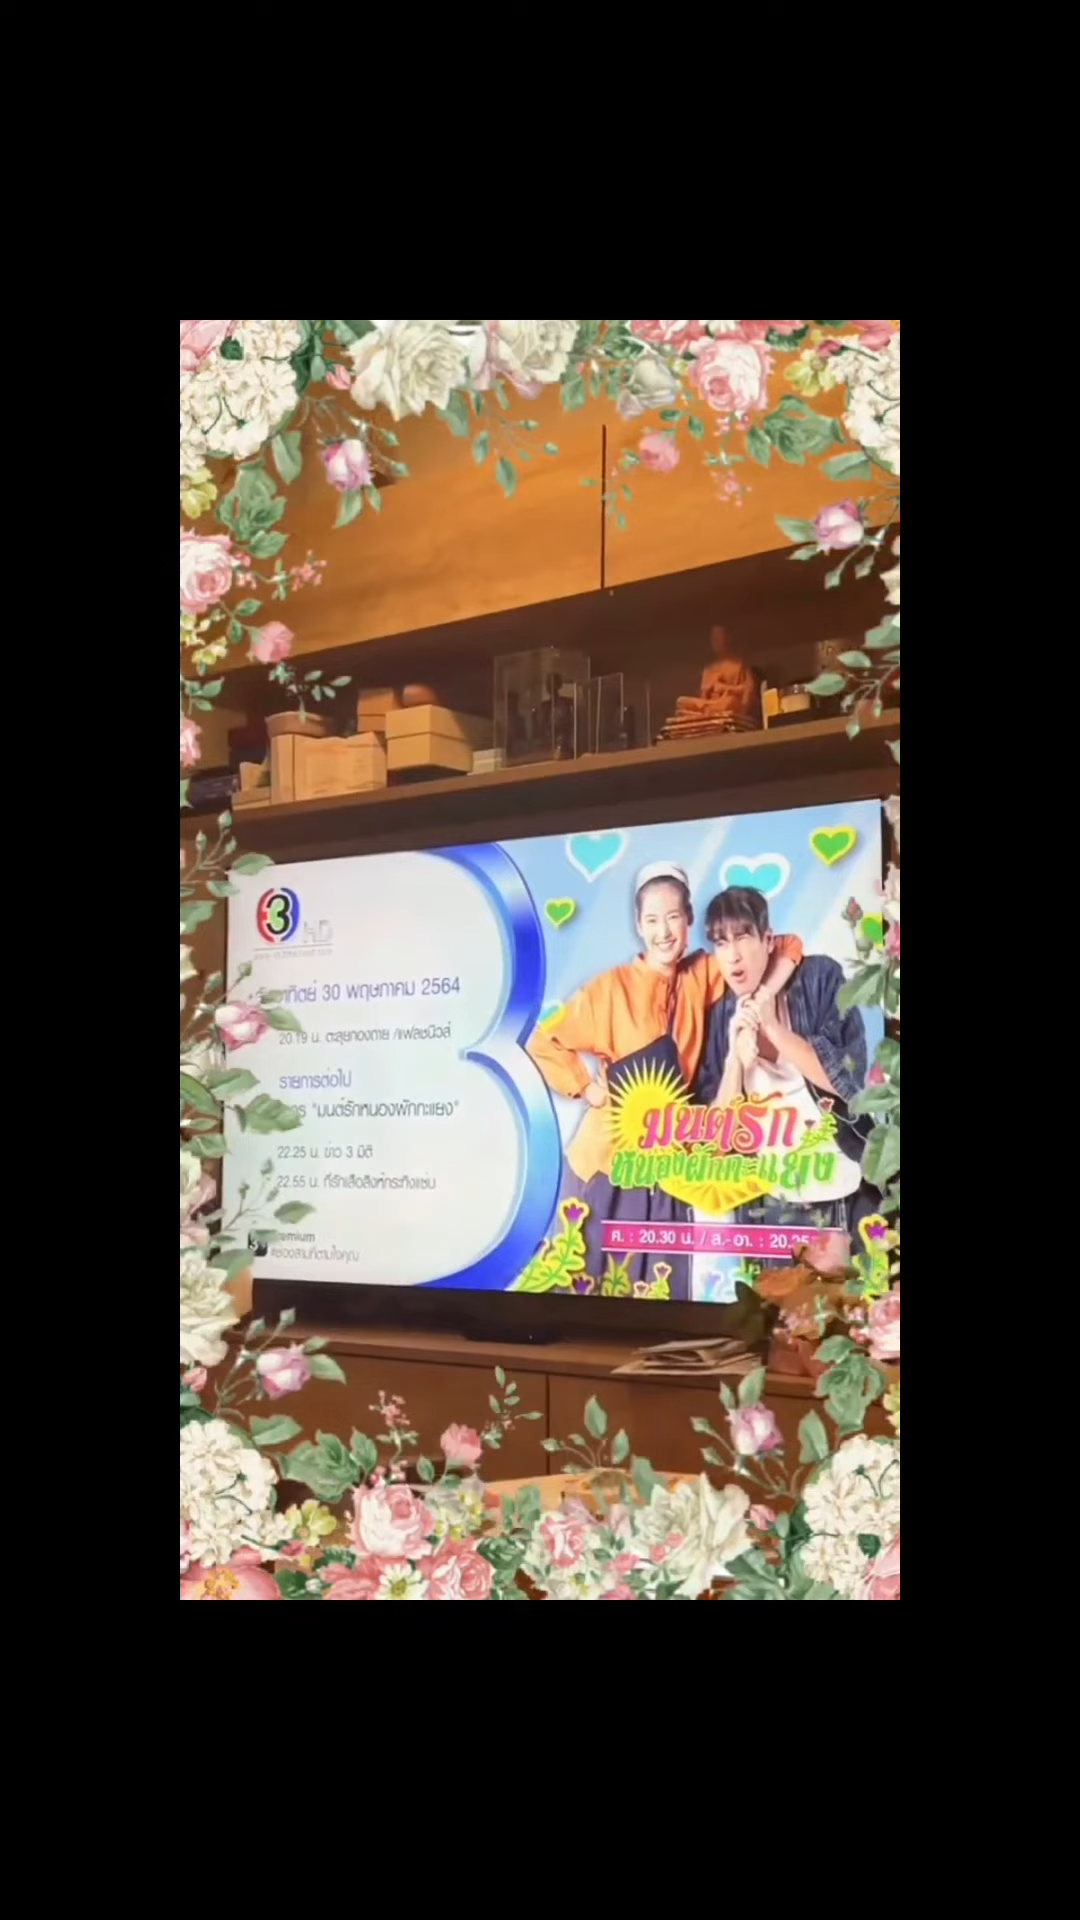 3 HD
ทิตย์ 30 พฤษภาคม 2564
20.19 น. ตะลุยกองถ่าย /แฟลชนิวส์
รายการต่อไป
"มนต์รักหนองผักกะแยง"
22.25 น. ข่าว 3 มิติ
22.55 น. ที่รักเสือสิงห์กระทิงแซ่บ
emium
#ช่องสามที่ตามใจคุณ
มนต์รัก
หนองผักกะแยง
ศ. : 20.30 น. / ส.-อา. : 20.25